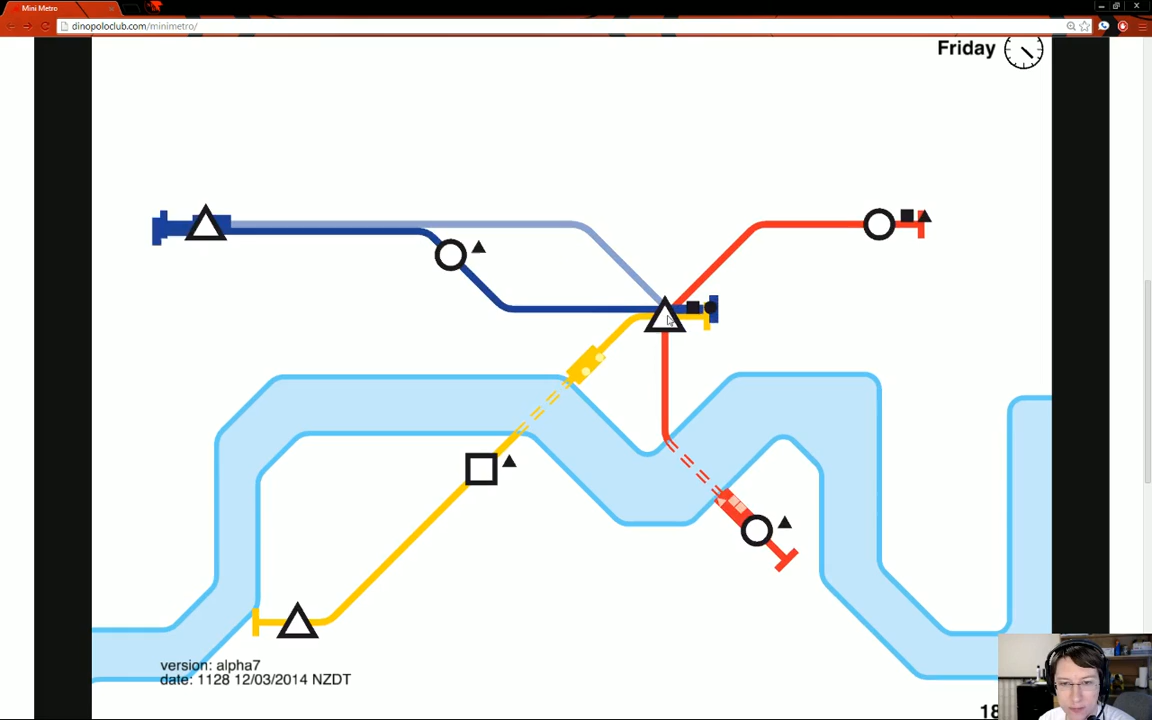 Mini Metro
dinopoloclub.com/minimetro/
Friday
version: alpha7
date: 1128 12/03/2014 NZDT
18